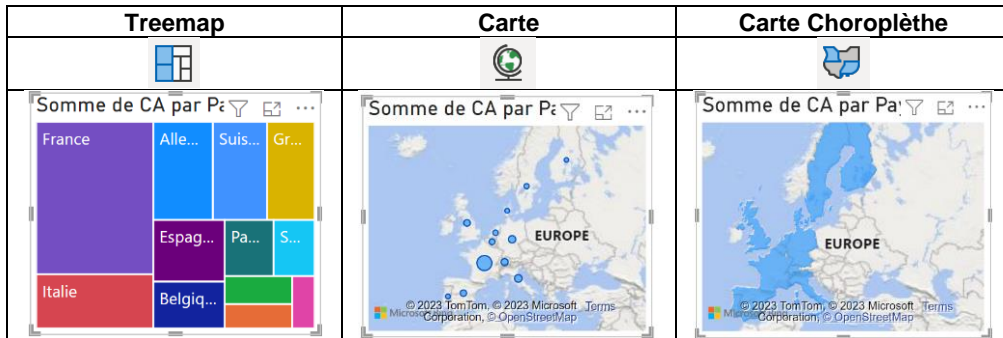 Treemap
Carte
Carte Choroplèthe
Somme de CA par Pa
France
Alle...
Suis...
Gr...
Espag...
Pa...
S...
Italie
Belgiq...
Somme de CA par Pa
EUROPE
© 2023 TomTom, © 2023 Microsoft Terms
Corporation, © OpenStreetMap
Somme de CA par Pay
EUROPE
© 2023 TomTom, © 2023 Microsoft Terms
Corporation, © OpenStreetMap